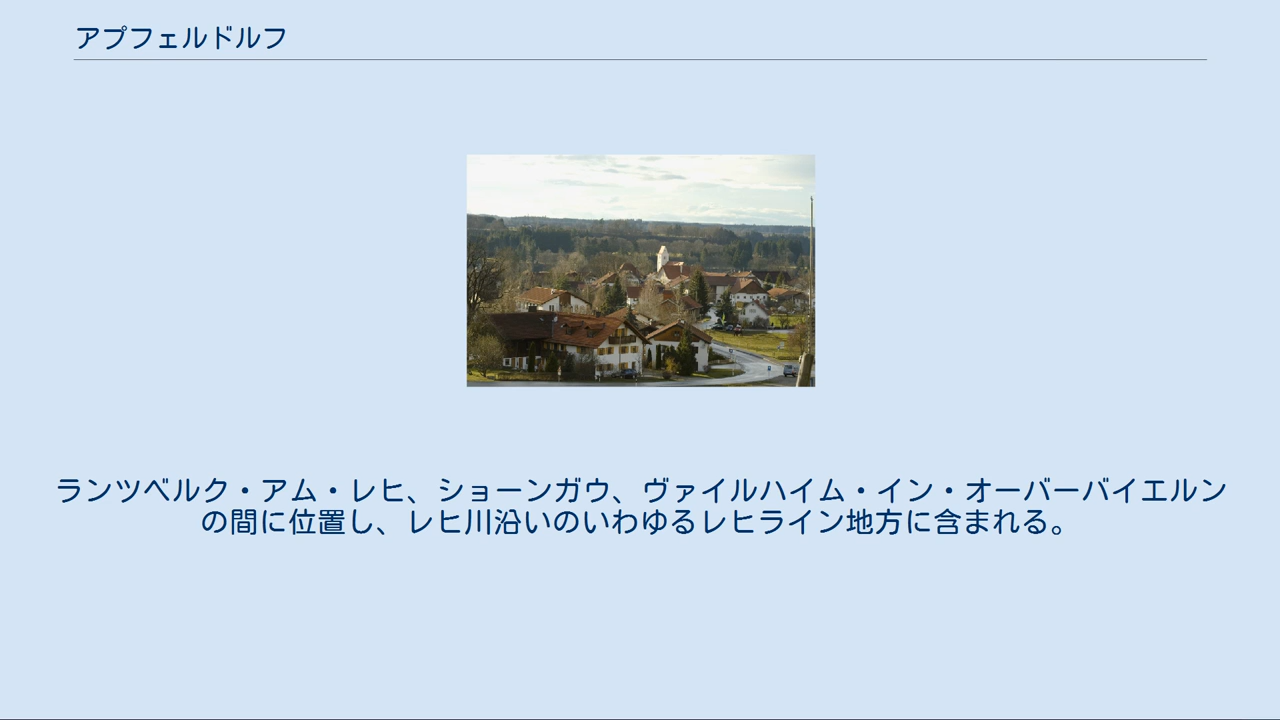 アプフェルドルフ
ランツベルク・アム・レヒ、ショーンガウ、ヴァイルハイム・イン・オーバーバイエルン
の間に位置し、レヒ川沿いのいわゆるレヒライン地方に含まれる。